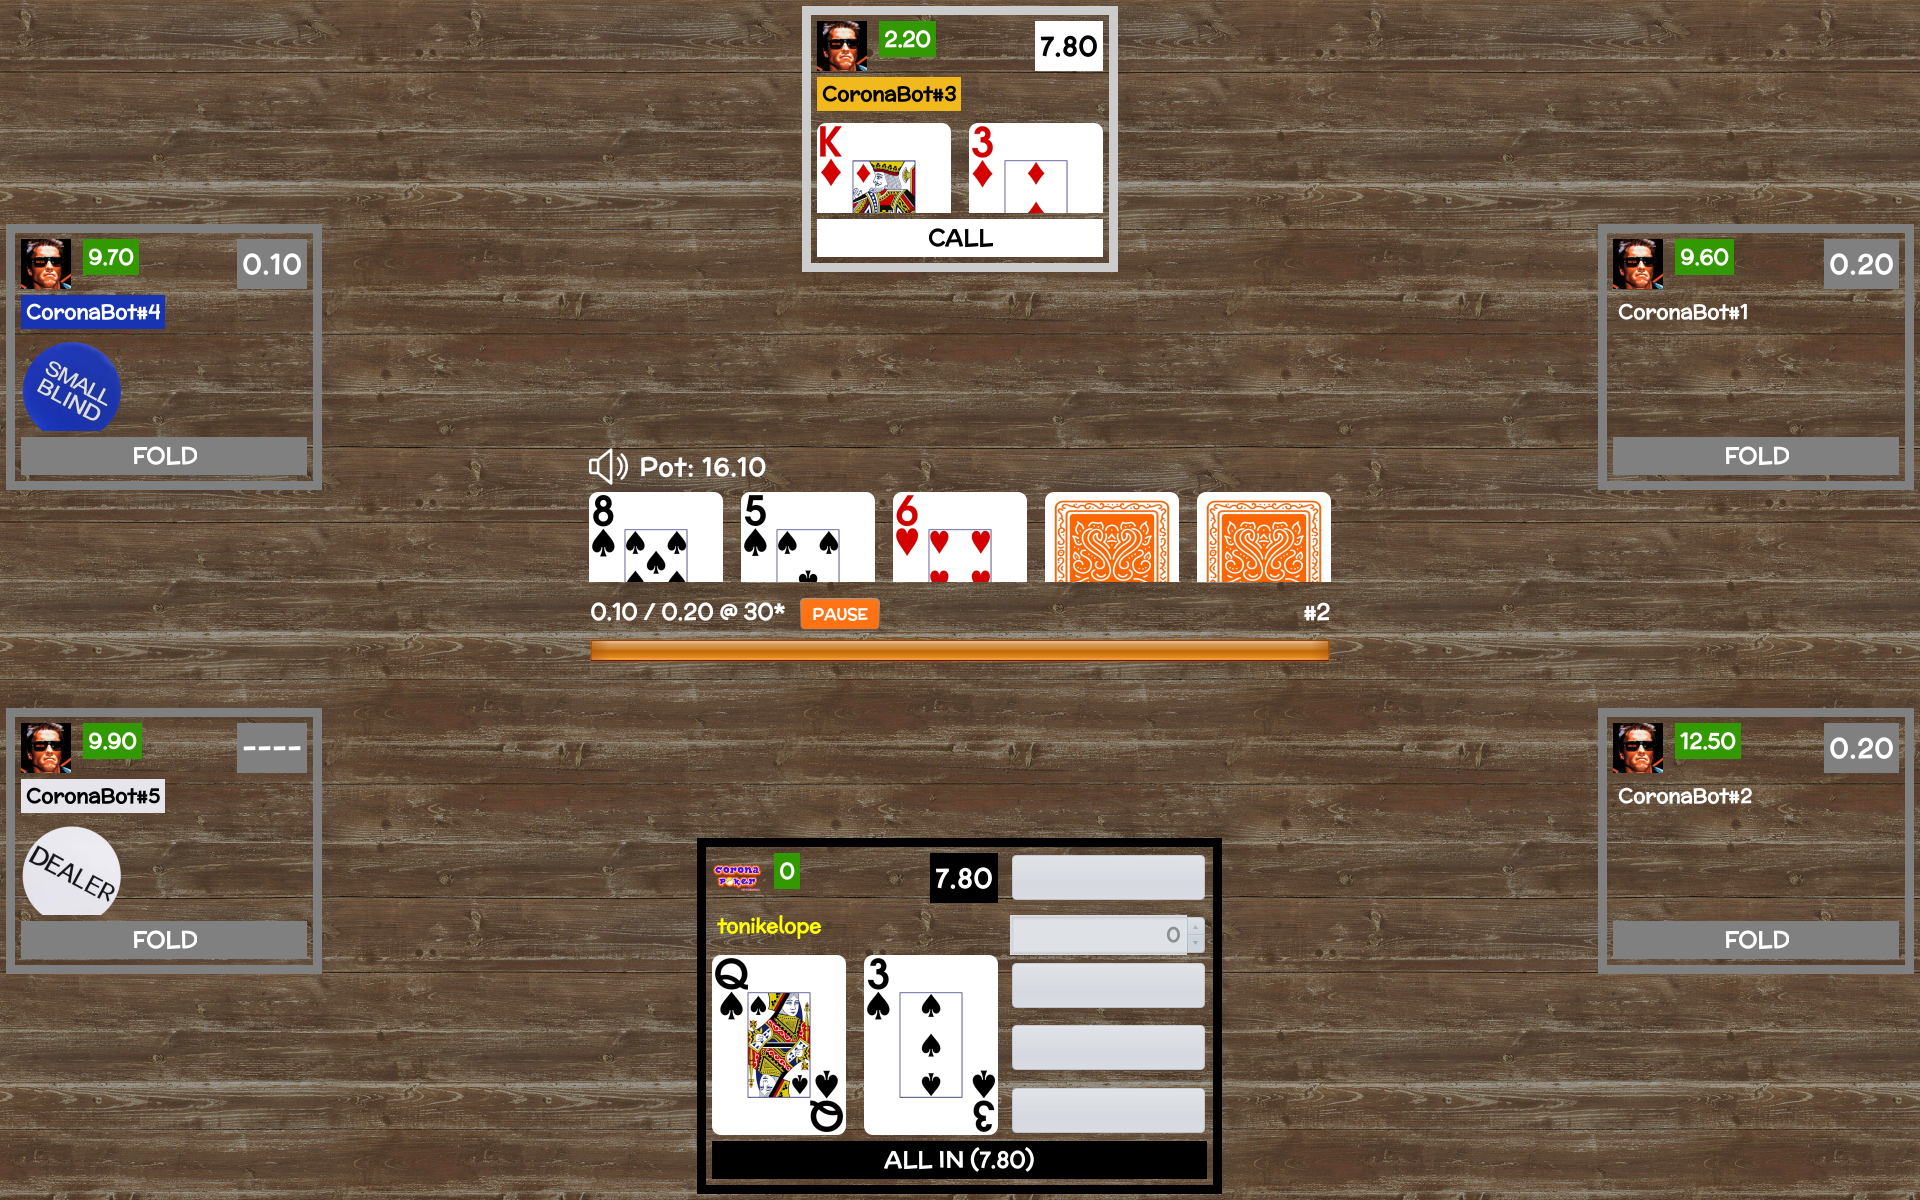 2.20
7.80
CoronaBot#3
K
3
CALL
9.70
0.10
CoronaBot#4
SMALL
BLIND
FOLD
9.60
0.20
CoronaBot#1
FOLD
Pot: 16.10
8
5
6
0.10 / 0.20 @ 30*
PAUSE
#2
9.90
----
CoronaBot#5
DEALER
FOLD
12.50
0.20
CoronaBot#2
FOLD
corona
poker
0
7.80
tonikelope
0
Q
Q
3
3
ALL IN (7.80)